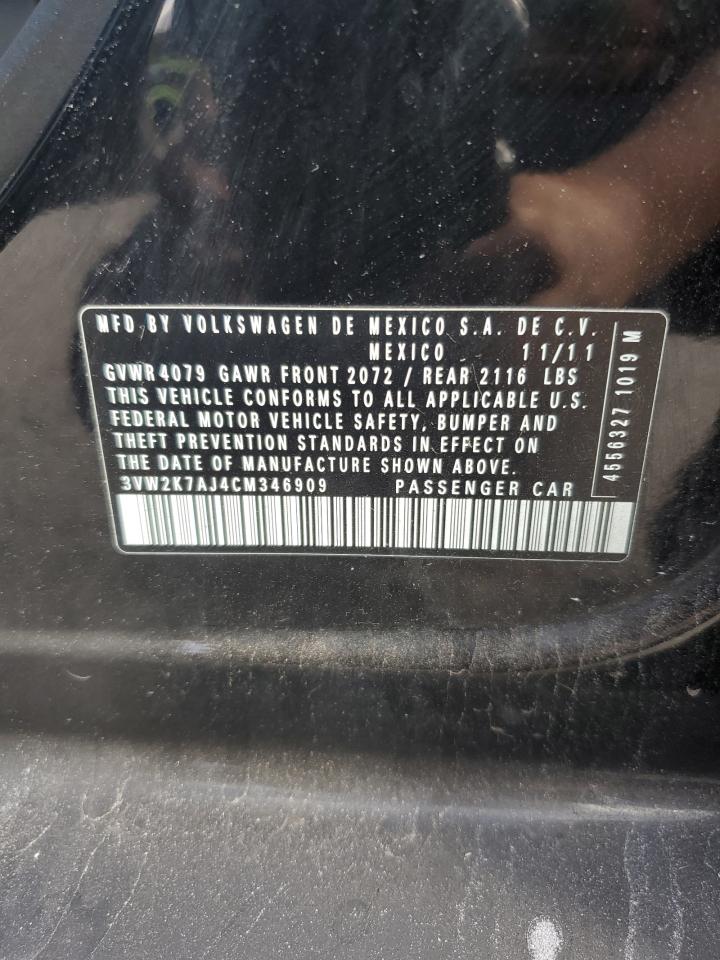 MFD. BY VOLKSWAGEN DE MEXICO S.A. DE C.V.
MEXICO 11/11
GVWR4079 GAWR FRONT 2072 / REAR 2116 LBS
THIS VEHICLE CONFORMS TO ALL APPLICABLE U.S.
FEDERAL MOTOR VEHICLE SAFETY, BUMPER AND
THEFT PREVENTION STANDARDS IN EFFECT ON
THE DATE OF MANUFACTURE SHOWN ABOVE.
3VW2K7AJ4CM346909 PASSENGER CAR
4556327 1019 M